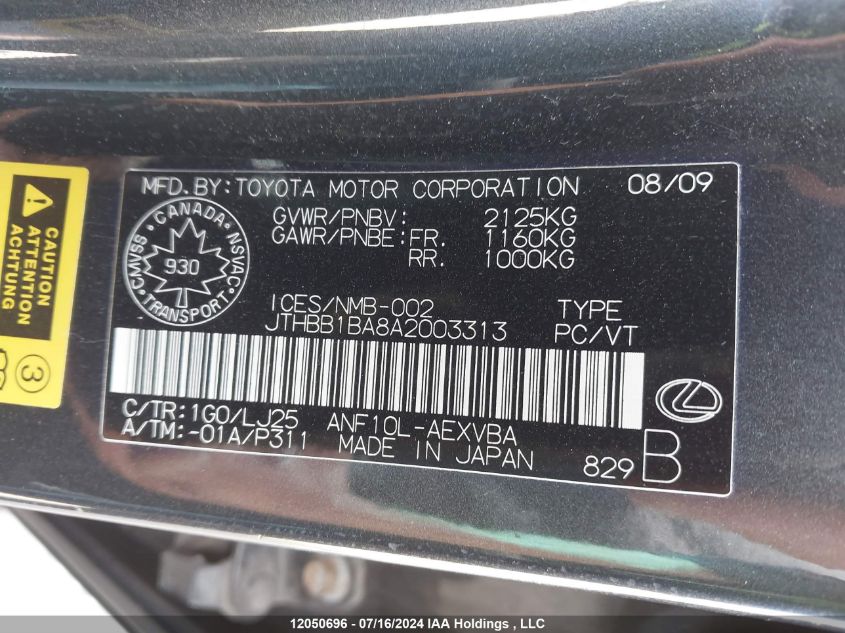 MFD.BY:TOYOTA MOTOR CORPORATION 08/09
GVWR/PNBV: 2125KG
GAWR/PNBE:FR. 1160KG
RR. 1000KG
CANADA
CMVSS 930 NSVAC
TRANSPORT
ICES/NMB-002 TYPE
JTHBB1BA8A2003313 PC/VT
C/TR:1G0/LJ25 ANF10L-AEXVBA
A/TM:-01A/P311 MADE IN JAPAN
829 B
CAUTION
ATTENTION
ACHTUNG
3
12050696 - 07/16/2024 IAA Holdings , LLC